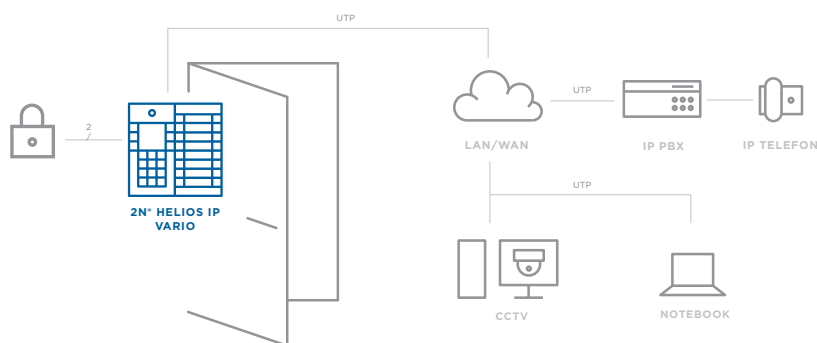 UTP
2
UTP
LAN/WAN
IP PBX
IP TELEFON
2N® HELIOS IP
VARIO
UTP
CCTV
NOTEBOOK